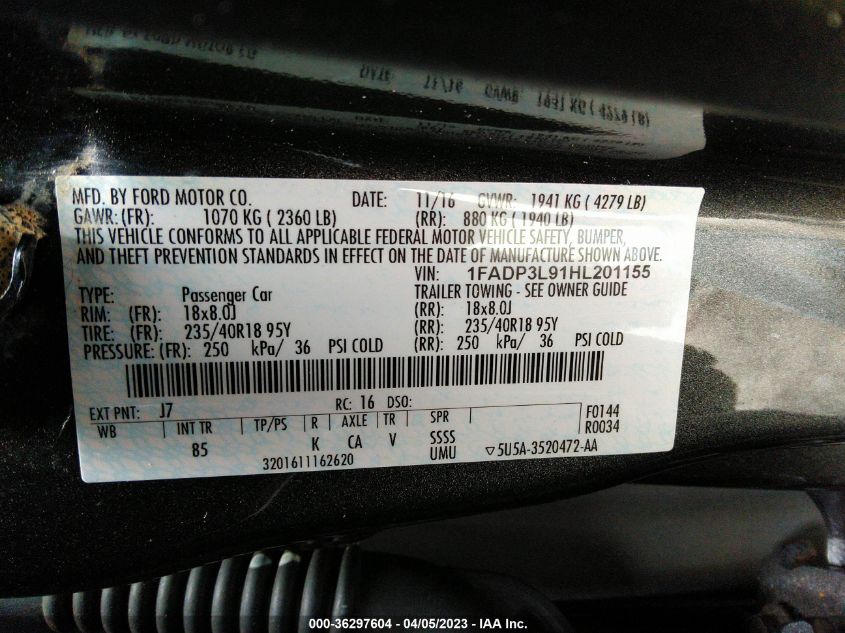 MFD. BY FORD MOTOR CO. DATE: 11/16 GVWR: 1941 KG ( 4279 LB)
GAWR: (FR): 1070 KG ( 2360 LB) (RR): 880 KG ( 1940 LB)
THIS VEHICLE CONFORMS TO ALL APPLICABLE FEDERAL MOTOR VEHICLE SAFETY, BUMPER,
AND THEFT PREVENTION STANDARDS IN EFFECT ON THE DATE OF MANUFACTURE SHOWN ABOVE.
VIN: 1FADP3L91HL201155
TYPE: Passenger Car TRAILER TOWING - SEE OWNER GUIDE
RIM: (FR): 18x8.0J (RR): 18x8.0J
TIRE: (FR): 235/40R18 95Y (RR): 235/40R18 95Y
PRESSURE: (FR): 250 kPa/ 36 PSI COLD (RR): 250 kPa/ 36 PSI COLD
EXT PNT: J7 RC: 16 DSO: F0144
WB INT TR TP/PS R AXLE TR SPR R0034
85 K CA V SSSS
3201611162620 UMU ▽5U5A-3520472-AA
000-36297604 - 04/05/2023 - IAA Inc.